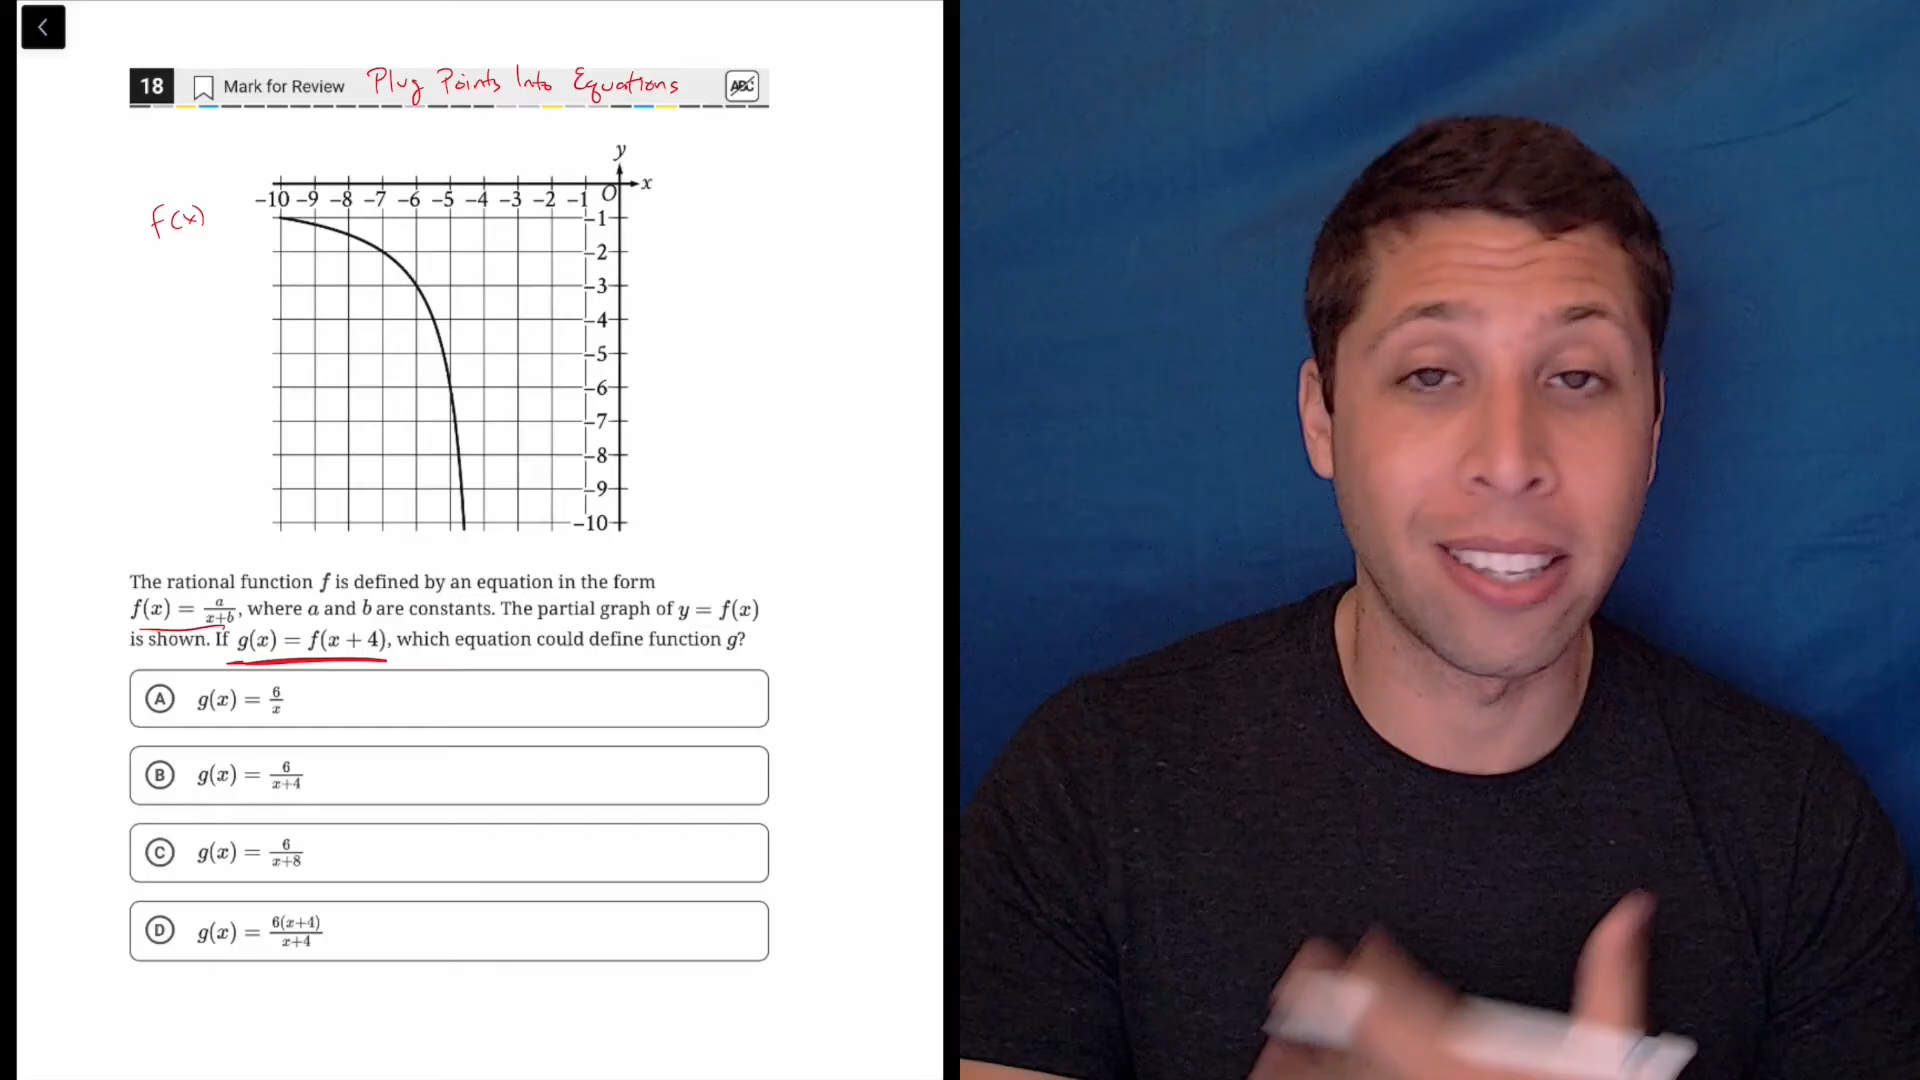 18 Mark for Review Plug Points Into Equations ABC
y
x
-10 -9 -8 -7 -6 -5 -4 -3 -2 -1 O
f(x)
-1
-2
-3
-4
-5
-6
-7
-8
-9
-10
The rational function f is defined by an equation in the form
f(x) = a/(x+b), where a and b are constants. The partial graph of y = f(x)
is shown. If g(x) = f(x + 4), which equation could define function g?
A g(x) = 6/x
B g(x) = 6/(x+4)
C g(x) = 6/(x+8)
D g(x) = 6(x+4)/(x+4)